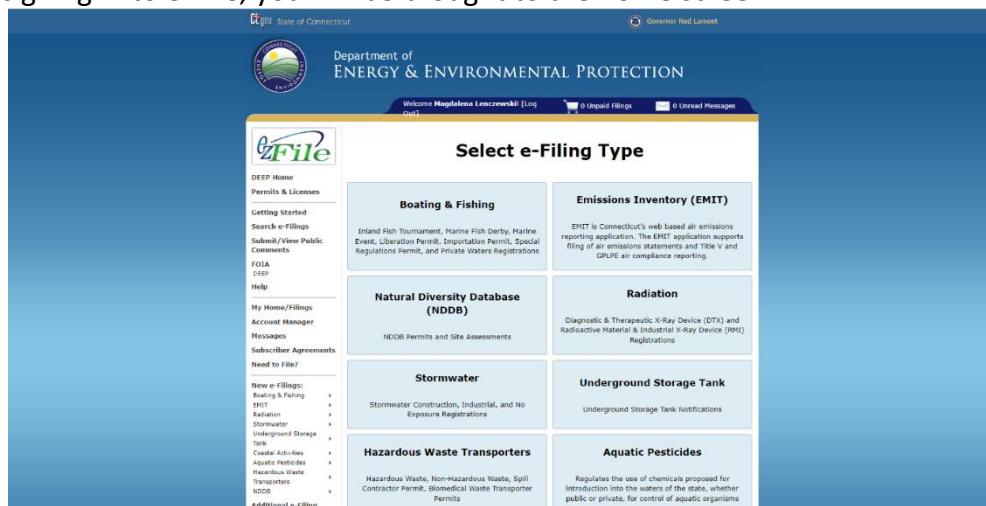 CT.gov State of Connecticut
Governor Ned Lamont
Department of
ENERGY & ENVIRONMENTAL PROTECTION
Welcome Magdalena Lenczewski! [Log Out]
0 Unpaid Filings
0 Unread Messages
ezFile
DEEP Home
Permits & Licenses
Getting Started
Search e-Filings
Submit/View Public
Comments
FOIA
DEEP
Help
My Home/Filings
Account Manager
Messages
Subscriber Agreements
Need to File?
New e-Filings:
Boating & Fishing
EMIT
Radiation
Stormwater
Underground Storage
Tank
Coastal Activities
Aquatic Pesticides
Hazardous Waste
Transporters
NDDB
Additional e-Filing
Select e-Filing Type
Boating & Fishing
Inland Fish Tournament, Marine Fish Derby, Marine
Event, Liberation Permit, Importation Permit, Special
Regulations Permit, and Private Waters Registrations
Emissions Inventory (EMIT)
EMIT is Connecticut's web based air emissions
reporting application. The EMIT application supports
filing of air emissions statements and Title V and
GPLPE air compliance reporting.
Natural Diversity Database
(NDDB)
NDDB Permits and Site Assessments
Radiation
Diagnostic & Therapeutic X-Ray Device (DTX) and
Radioactive Material & Industrial X-Ray Device (RMI)
Registrations
Stormwater
Stormwater Construction, Industrial, and No
Exposure Registrations
Underground Storage Tank
Underground Storage Tank Notifications
Hazardous Waste Transporters
Hazardous Waste, Non-Hazardous Waste, Spill
Contractor Permit, Biomedical Waste Transporter
Permits
Aquatic Pesticides
Regulates the use of chemicals proposed for
introduction into the waters of the state, whether
public or private, for control of aquatic organisms